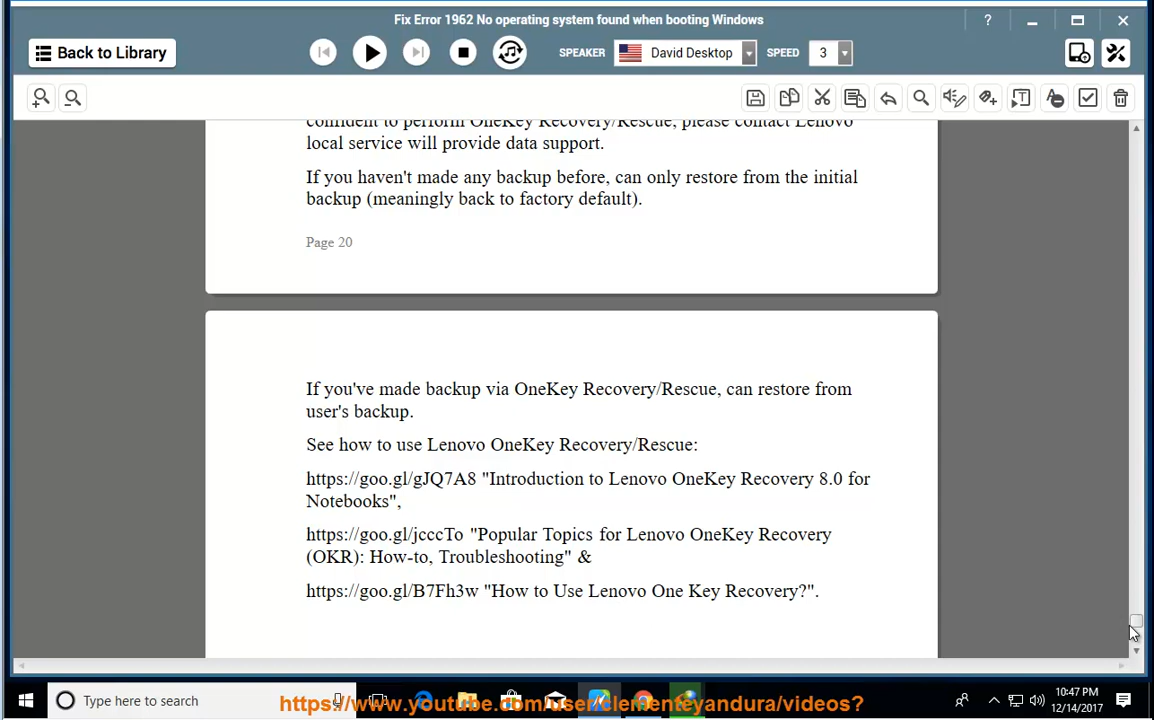 Fix Error 1962 No operating system found when booting Windows
?
Back to Library
SPEAKER
David Desktop
SPEED
3
confident to perform OneKey Recovery/Rescue, please contact Lenovo
local service will provide data support.
If you haven't made any backup before, can only restore from the initial
backup (meaningly back to factory default).
Page 20
If you've made backup via OneKey Recovery/Rescue, can restore from
user's backup.
See how to use Lenovo OneKey Recovery/Rescue:
https://goo.gl/gJQ7A8 "Introduction to Lenovo OneKey Recovery 8.0 for
Notebooks",
https://goo.gl/jcccTo "Popular Topics for Lenovo OneKey Recovery
(OKR): How-to, Troubleshooting" &
https://goo.gl/B7Fh3w "How to Use Lenovo One Key Recovery?".
Type here to search
https://www.youtube.com/user/clementeyandura/videos?
10:47 PM
12/14/2017